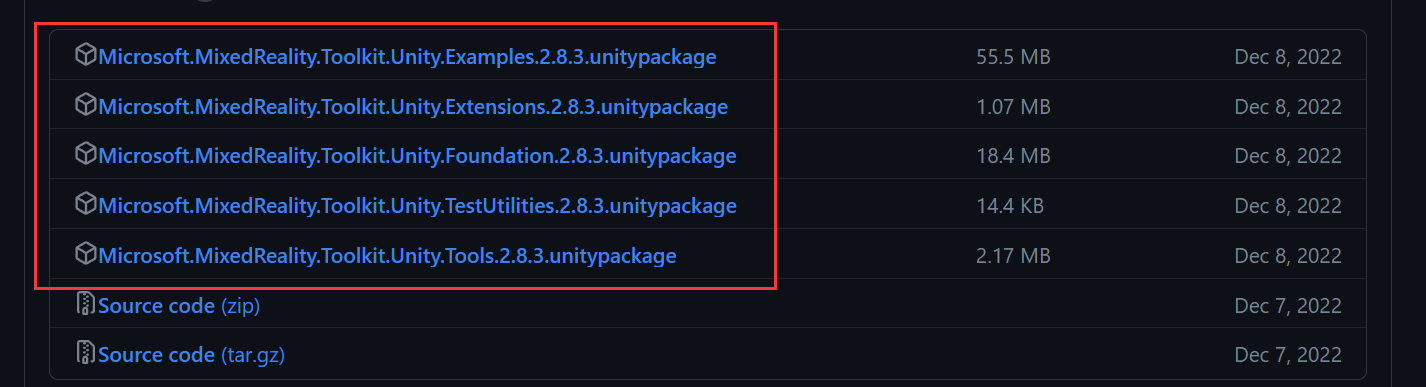 Microsoft.MixedReality.Toolkit.Unity.Examples.2.8.3.unitypackage 55.5 MB Dec 8, 2022
Microsoft.MixedReality.Toolkit.Unity.Extensions.2.8.3.unitypackage 1.07 MB Dec 8, 2022
Microsoft.MixedReality.Toolkit.Unity.Foundation.2.8.3.unitypackage 18.4 MB Dec 8, 2022
Microsoft.MixedReality.Toolkit.Unity.TestUtilities.2.8.3.unitypackage 14.4 KB Dec 8, 2022
Microsoft.MixedReality.Toolkit.Unity.Tools.2.8.3.unitypackage 2.17 MB Dec 8, 2022
Source code (zip) Dec 7, 2022
Source code (tar.gz) Dec 7, 2022